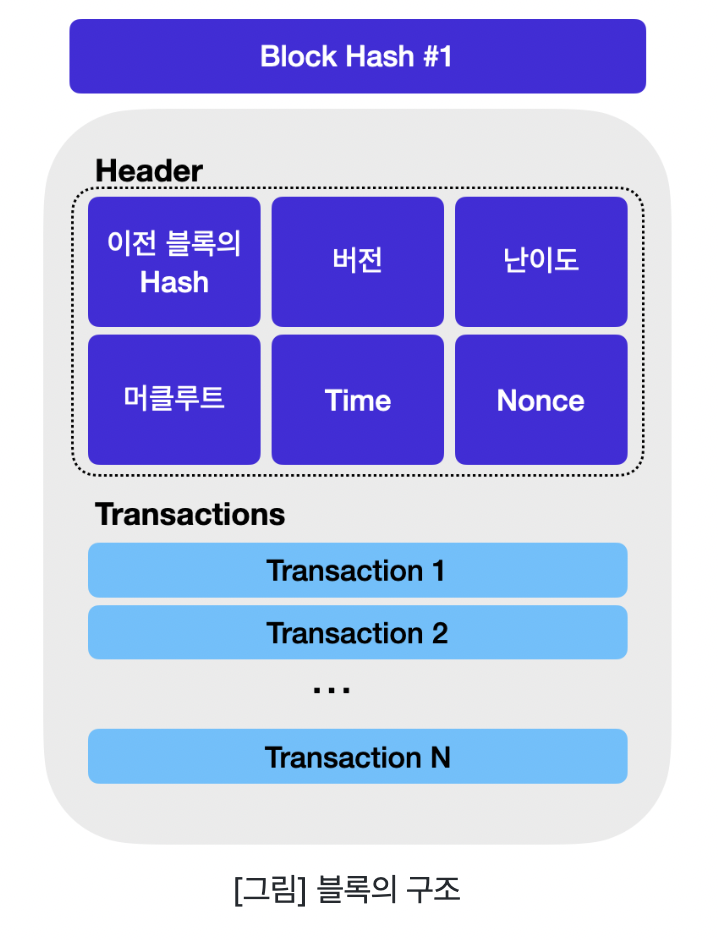 Block Hash #1
Header
이전 블록의
Hash
버전
난이도
머클루트
Time
Nonce
Transactions
Transaction 1
Transaction 2
...
Transaction N
[그림] 블록의 구조